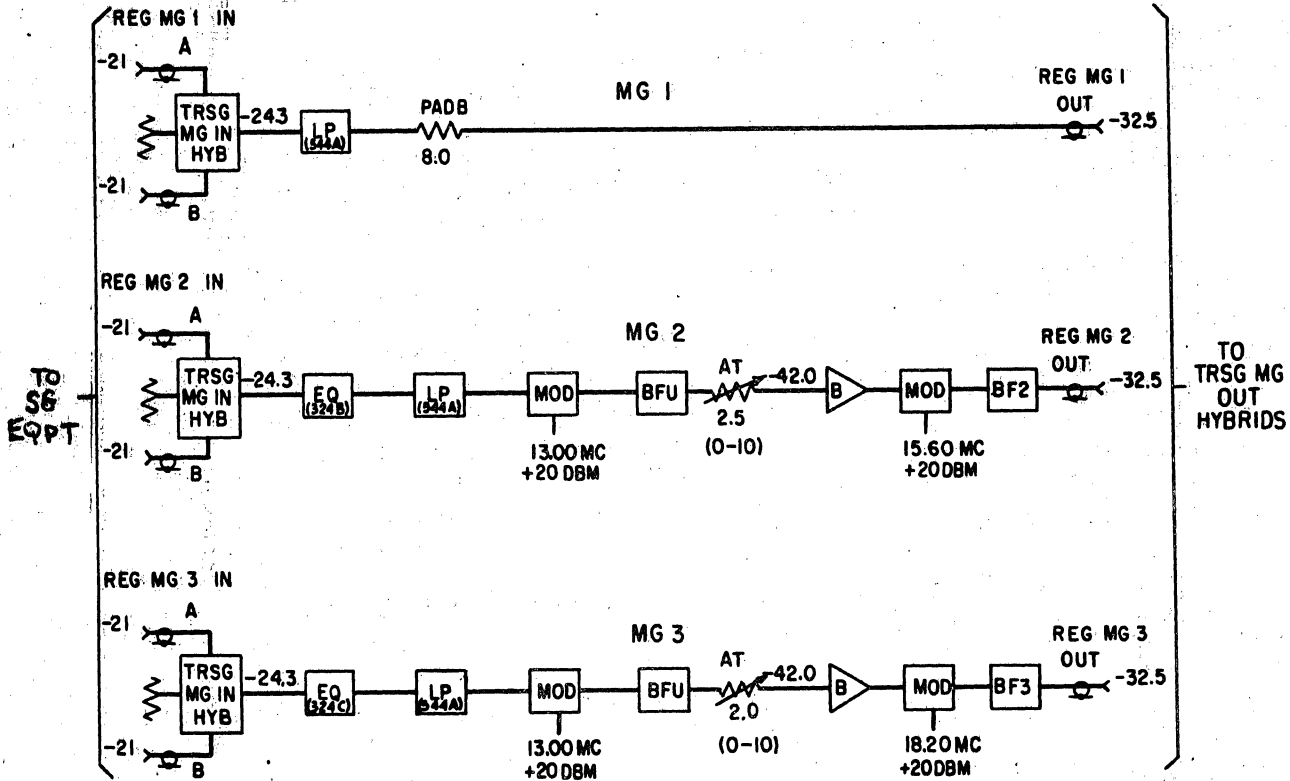 REG MG 1 IN
A
-21
TRSG
MG IN
HYB
-24.3
LP
(544A)
PADB
8.0
MG 1
REG MG 1
OUT
-32.5
-21
B
REG MG 2 IN
A
-21
TRSG
MG IN
HYB
-24.3
EQ
(324B)
LP
(544A)
MOD
13.00 MC
+20 DBM
BFU
MG 2
AT
2.5
(0-10)
-42.0
B
MOD
15.60 MC
+20 DBM
BF2
REG MG 2
OUT
-32.5
-21
B
TO
SG
EQPT
TO
TRSG MG
OUT
HYBRIDS
REG MG 3 IN
A
-21
TRSG
MG IN
HYB
-24.3
EQ
(324C)
LP
(544A)
MOD
13.00 MC
+20 DBM
BFU
MG 3
AT
2.0
(0-10)
-42.0
B
MOD
18.20 MC
+20 DBM
BF3
REG MG 3
OUT
-32.5
-21
B